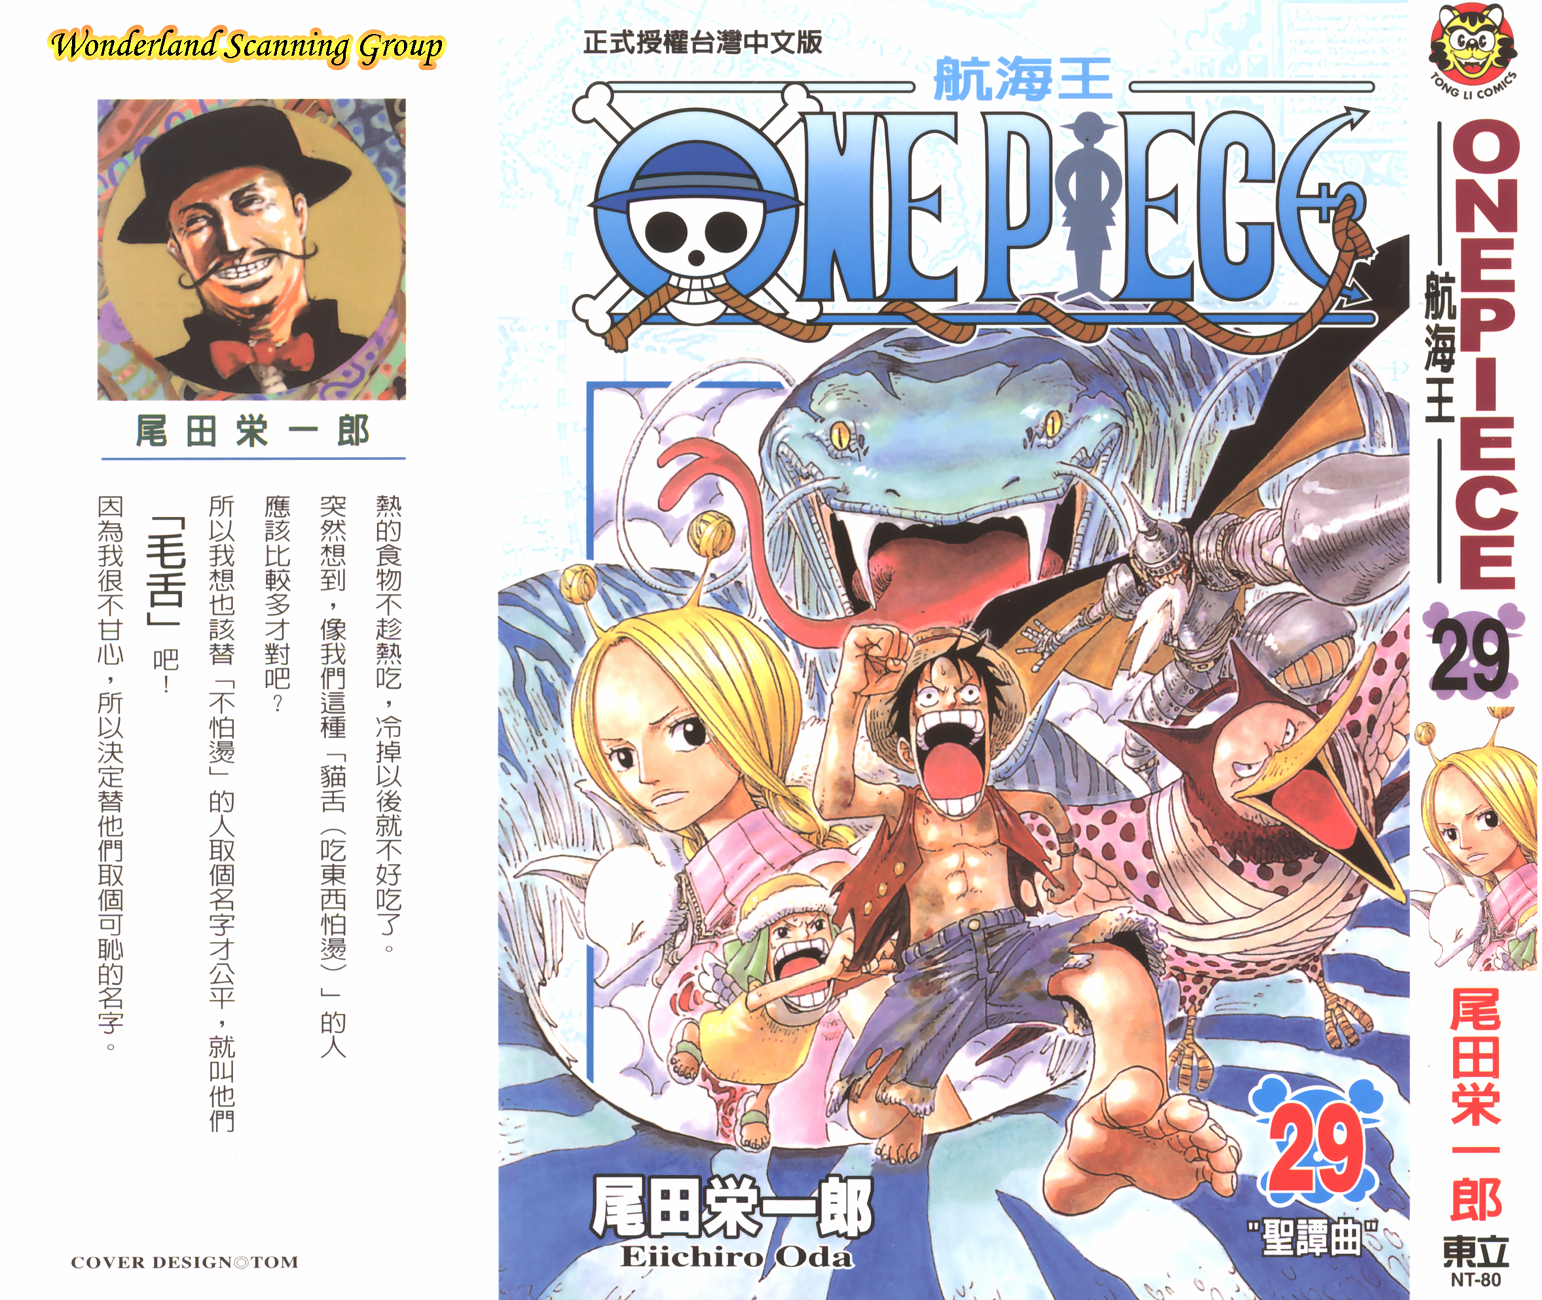 Wonderland Scanning Group
尾田栄一郎
熱的食物不趁熱吃，冷掉以後就不好吃了。
突然想到，像我們這種「貓舌（吃東西怕燙）」的人
應該比較多才對吧？
所以我想也該替「不怕燙」的人取個名字才公平，就叫他們
「毛舌」吧！
因為我很不甘心，所以決定替他們取個可恥的名字。
COVER DESIGN◎TOM
正式授權台灣中文版
航海王
ONE PIECE
29
"聖譚曲"
尾田栄一郎
Eiichiro Oda
TONG LI COMICS
ONE PIECE
航海王
29
尾田栄一郎
東立
NT-80